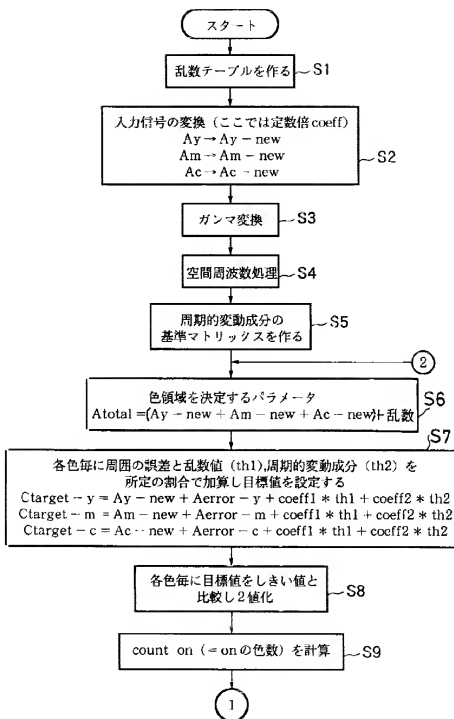 スタート
乱数テーブルを作る
S1
入力信号の変換（ここでは定数倍coeff）
Ay→Ay－new
Am→Am－new
Ac→Ac－new
S2
ガンマ変換
S3
空間周波数処理
S4
周期的変動成分の
基準マトリックスを作る
S5
2
色領域を決定するパラメータ
Atotal＝(Ay－new＋Am－new＋Ac－new)＋乱数
S6
S7
各色毎に周囲の誤差と乱数値（th1），周期的変動成分（th2）を
所定の割合で加算し目標値を設定する
Ctarget－y＝Ay－new＋Aerror－y＋coeff1＊th1＋coeff2＊th2
Ctarget－m＝Am－new＋Aerror－m＋coeff1＊th1＋coeff2＊th2
Ctarget－c＝Ac－new＋Aerror－c＋coeff1＊th1＋coeff2＊th2
各色毎に目標値をしきい値と
比較し2値化
S8
count on（＝onの色数）を計算
S9
1